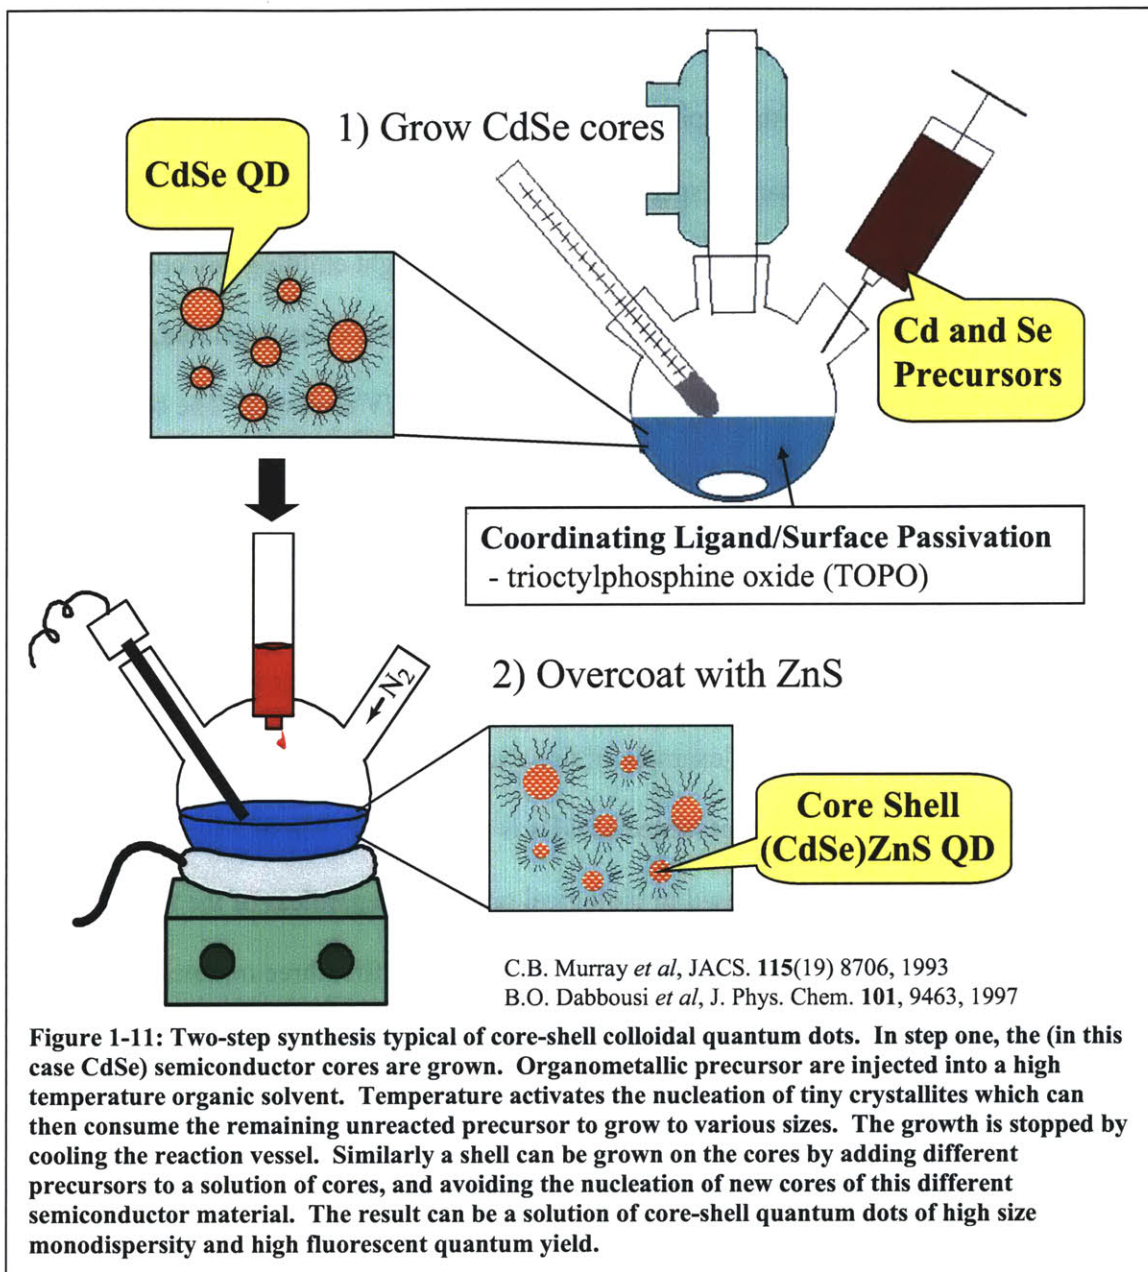 1) Grow CdSe cores
CdSe QD
Cd and Se
Precursors
Coordinating Ligand/Surface Passivation
- trioctylphosphine oxide (TOPO)
N2
2) Overcoat with ZnS
Core Shell
(CdSe)ZnS QD
C.B. Murray et al, JACS. 115(19) 8706, 1993
B.O. Dabbousi et al, J. Phys. Chem. 101, 9463, 1997
Figure 1-11: Two-step synthesis typical of core-shell colloidal quantum dots. In step one, the (in this
case CdSe) semiconductor cores are grown. Organometallic precursor are injected into a high
temperature organic solvent. Temperature activates the nucleation of tiny crystallites which can
then consume the remaining unreacted precursor to grow to various sizes. The growth is stopped by
cooling the reaction vessel. Similarly a shell can be grown on the cores by adding different
precursors to a solution of cores, and avoiding the nucleation of new cores of this different
semiconductor material. The result can be a solution of core-shell quantum dots of high size
monodispersity and high fluorescent quantum yield.